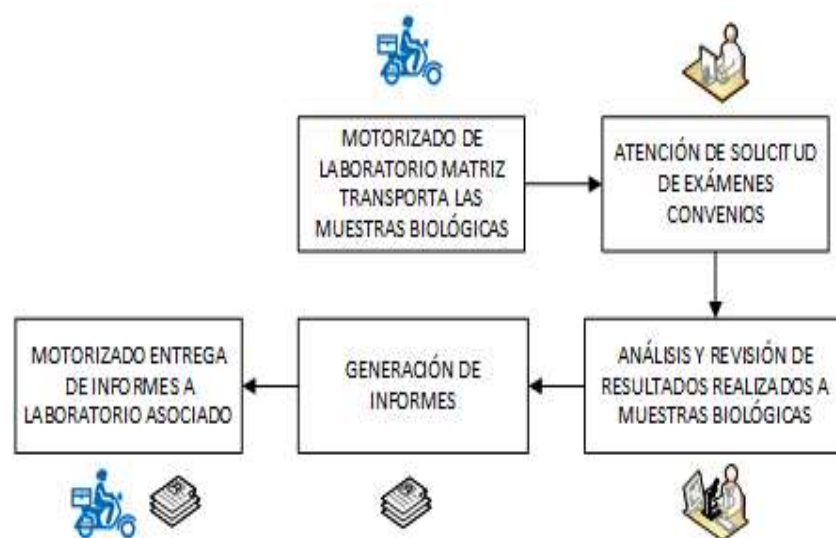 MOTORIZADO DE
LABORATORIO MATRIZ
TRANSPORTA LAS
MUESTRAS BIOLÓGICAS
ATENCIÓN DE SOLICITUD
DE EXÁMENES
CONVENIOS
ANÁLISIS Y REVISIÓN DE
RESULTADOS REALIZADOS A
MUESTRAS BIOLÓGICAS
GENERACIÓN DE
INFORMES
MOTORIZADO ENTREGA
DE INFORMES A
LABORATORIO ASOCIADO